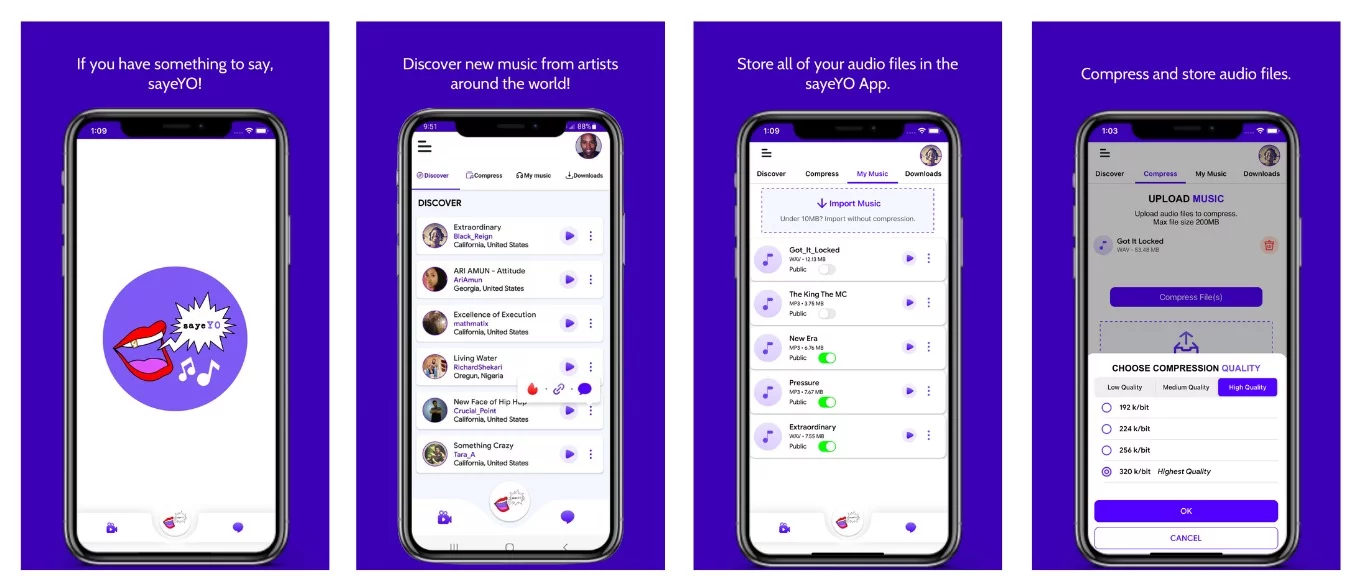 If you have something to say,
sayeYO!
1:09
sayeYO
Discover new music from artists
around the world!
9:51
88%
Discover
Compress
My music
Downloads
DISCOVER
Extraordinary
Black_Reign
California, United States
ARI AMUN - Attitude
AriAmun
Georgia, United States
Excellence of Execution
mathmatix
California, United States
Living Water
RichardShekari
Oregun, Nigeria
New Face of Hip Hop
Crucial_Point
California, United States
Something Crazy
Tara_A
California, United States
Store all of your audio files in the
sayeYO App.
1:09
Discover
Compress
My Music
Downloads
Import Music
Under 10MB? Import without compression.
Got_It_Locked
WAV • 12.13 MB
Public
The King The MC
MP3 • 3.75 MB
Public
New Era
MP3 • 6.76 MB
Public
Pressure
MP3 • 7.67 MB
Public
Extraordinary
WAV • 7.55 MB
Public
Compress and store audio files.
1:03
Discover
Compress
My Music
Downloads
UPLOAD MUSIC
Upload audio files to compress.
Max file size 200MB
Got It Locked
WAV - 53.48 MB
Compress File(s)
CHOOSE COMPRESSION QUALITY
Low Quality
Medium Quality
High Quality
192 k/bit
224 k/bit
256 k/bit
320 k/bit Highest Quality
OK
CANCEL